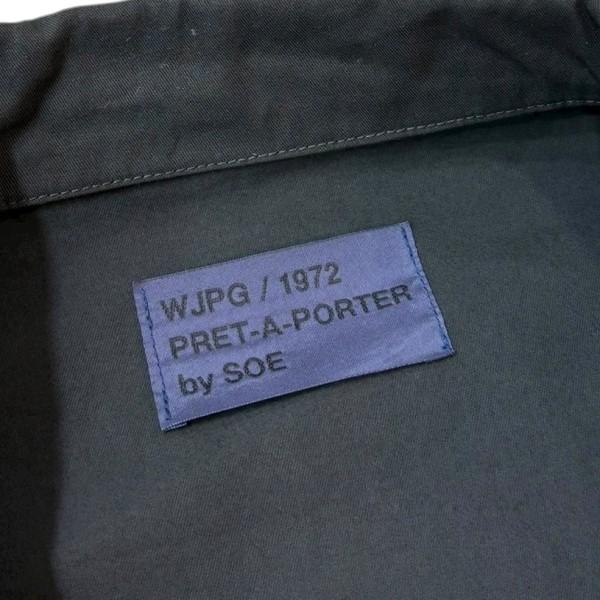 WJPG / 1972
PRET-A-PORTER
by SOE